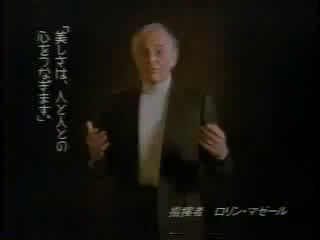 「美しさは、人と人との
心をつなぎます。」
指揮者 ロリン・マゼール